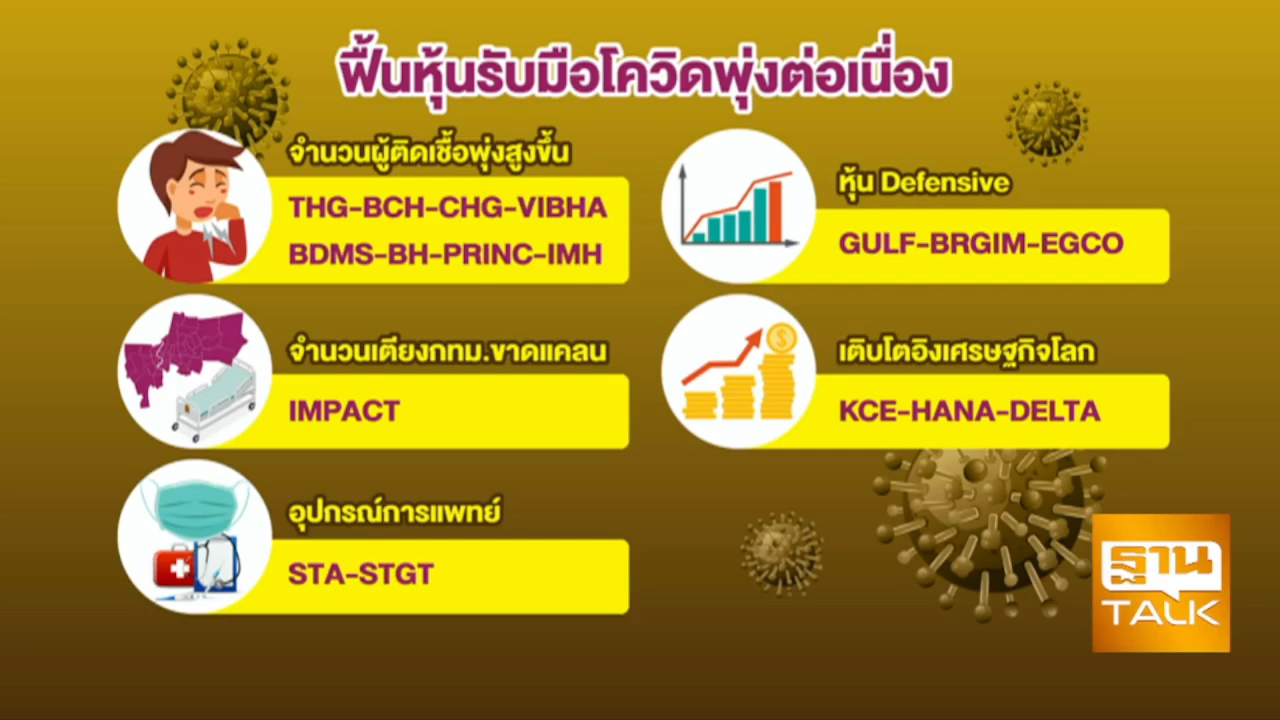 ฟื้นหุ้นรับมือโควิดพุ่งต่อเนื่อง
จำนวนผู้ติดเชื้อพุ่งสูงขึ้น
THG-BCH-CHG-VIBHA
BDMS-BH-PRINC-IMH
จำนวนเตียงกทม.ขาดแคลน
IMPACT
อุปกรณ์การแพทย์
STA-STGT
หุ้น Defensive
GULF-BRGIM-EGCO
เติบโตอิงเศรษฐกิจโลก
KCE-HANA-DELTA
ฐาน
TALK